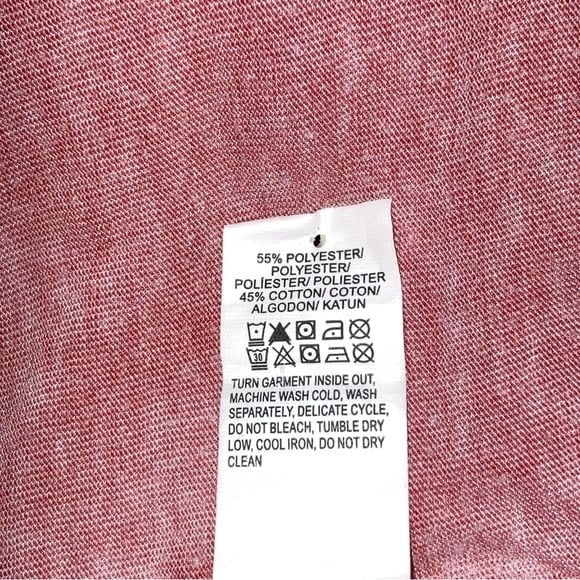 55% POLYESTER/
POLYESTER/
POLÍESTER/ POLIESTER
45% COTTON/ COTON/
ALGODON/ KATUN
30
TURN GARMENT INSIDE OUT,
MACHINE WASH COLD, WASH
SEPARATELY, DELICATE CYCLE,
DO NOT BLEACH, TUMBLE DRY
LOW, COOL IRON, DO NOT DRY
CLEAN